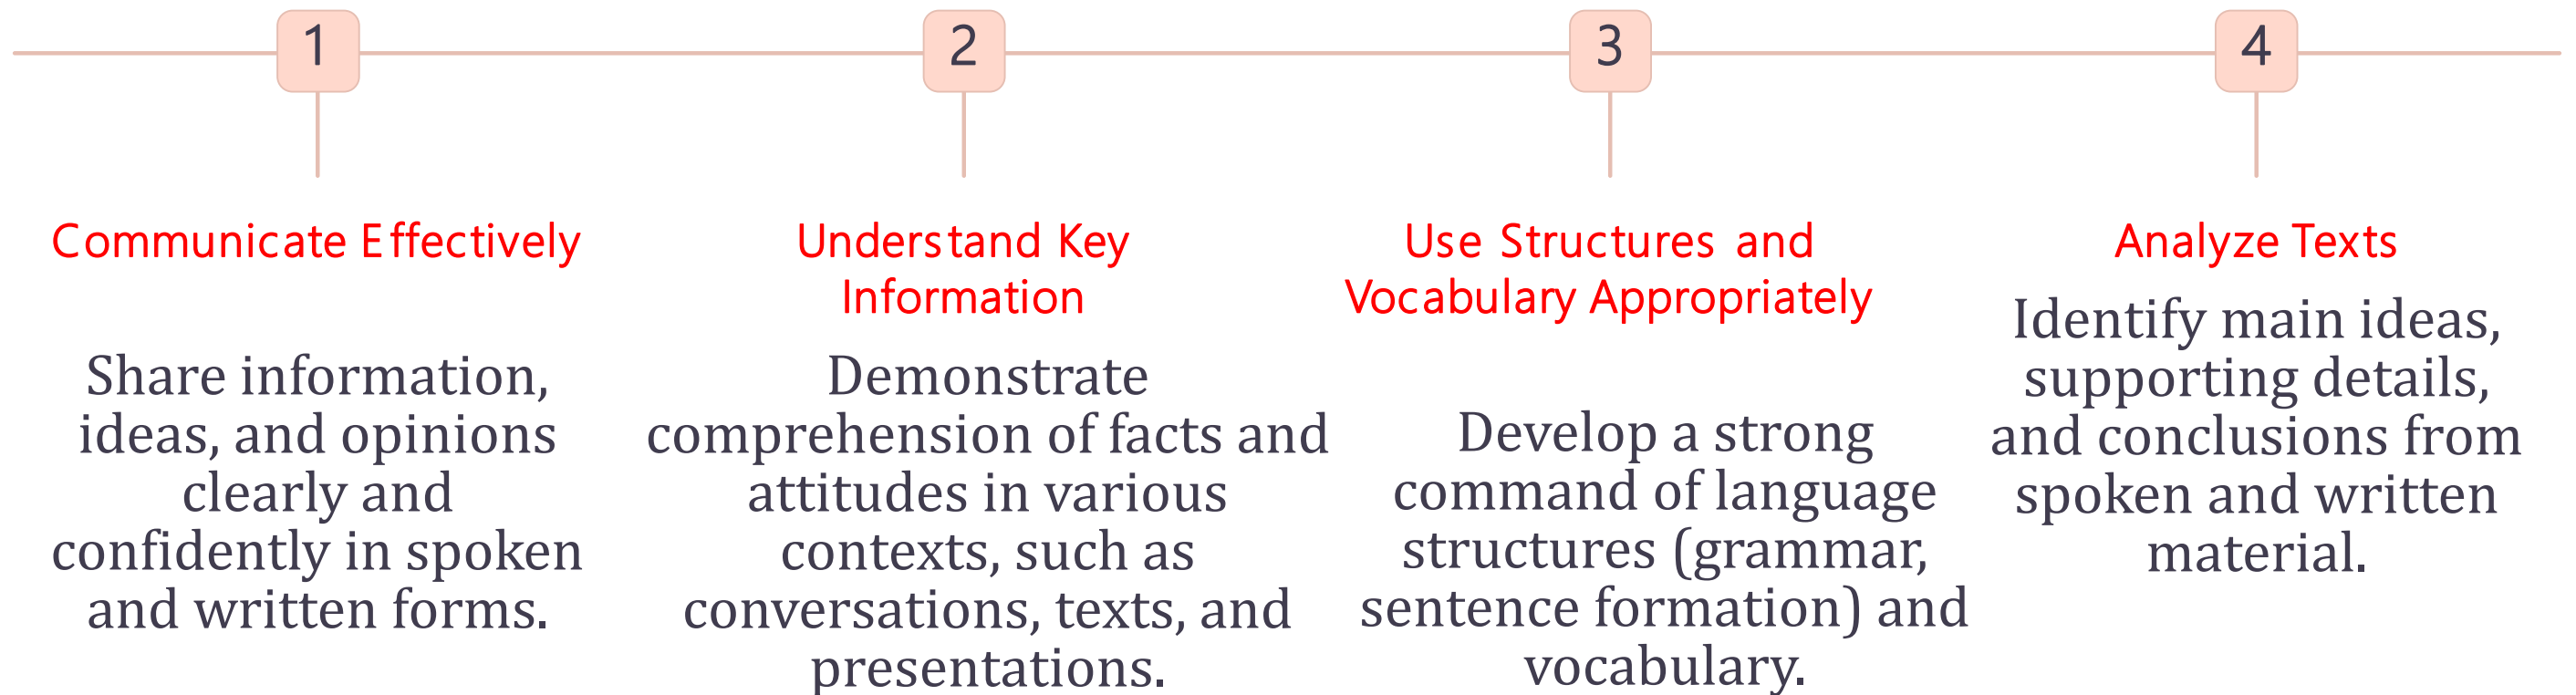 1
Communicate Effectively
Share information,
ideas, and opinions
clearly and
confidently in spoken
and written forms.
2
Understand Key
Information
Demonstrate
comprehension of facts and
attitudes in various
contexts, such as
conversations, texts, and
presentations.
3
Use Structures and
Vocabulary Appropriately
Develop a strong
command of language
structures (grammar,
sentence formation) and
vocabulary.
4
Analyze Texts
Identify main ideas,
supporting details,
and conclusions from
spoken and written
material.